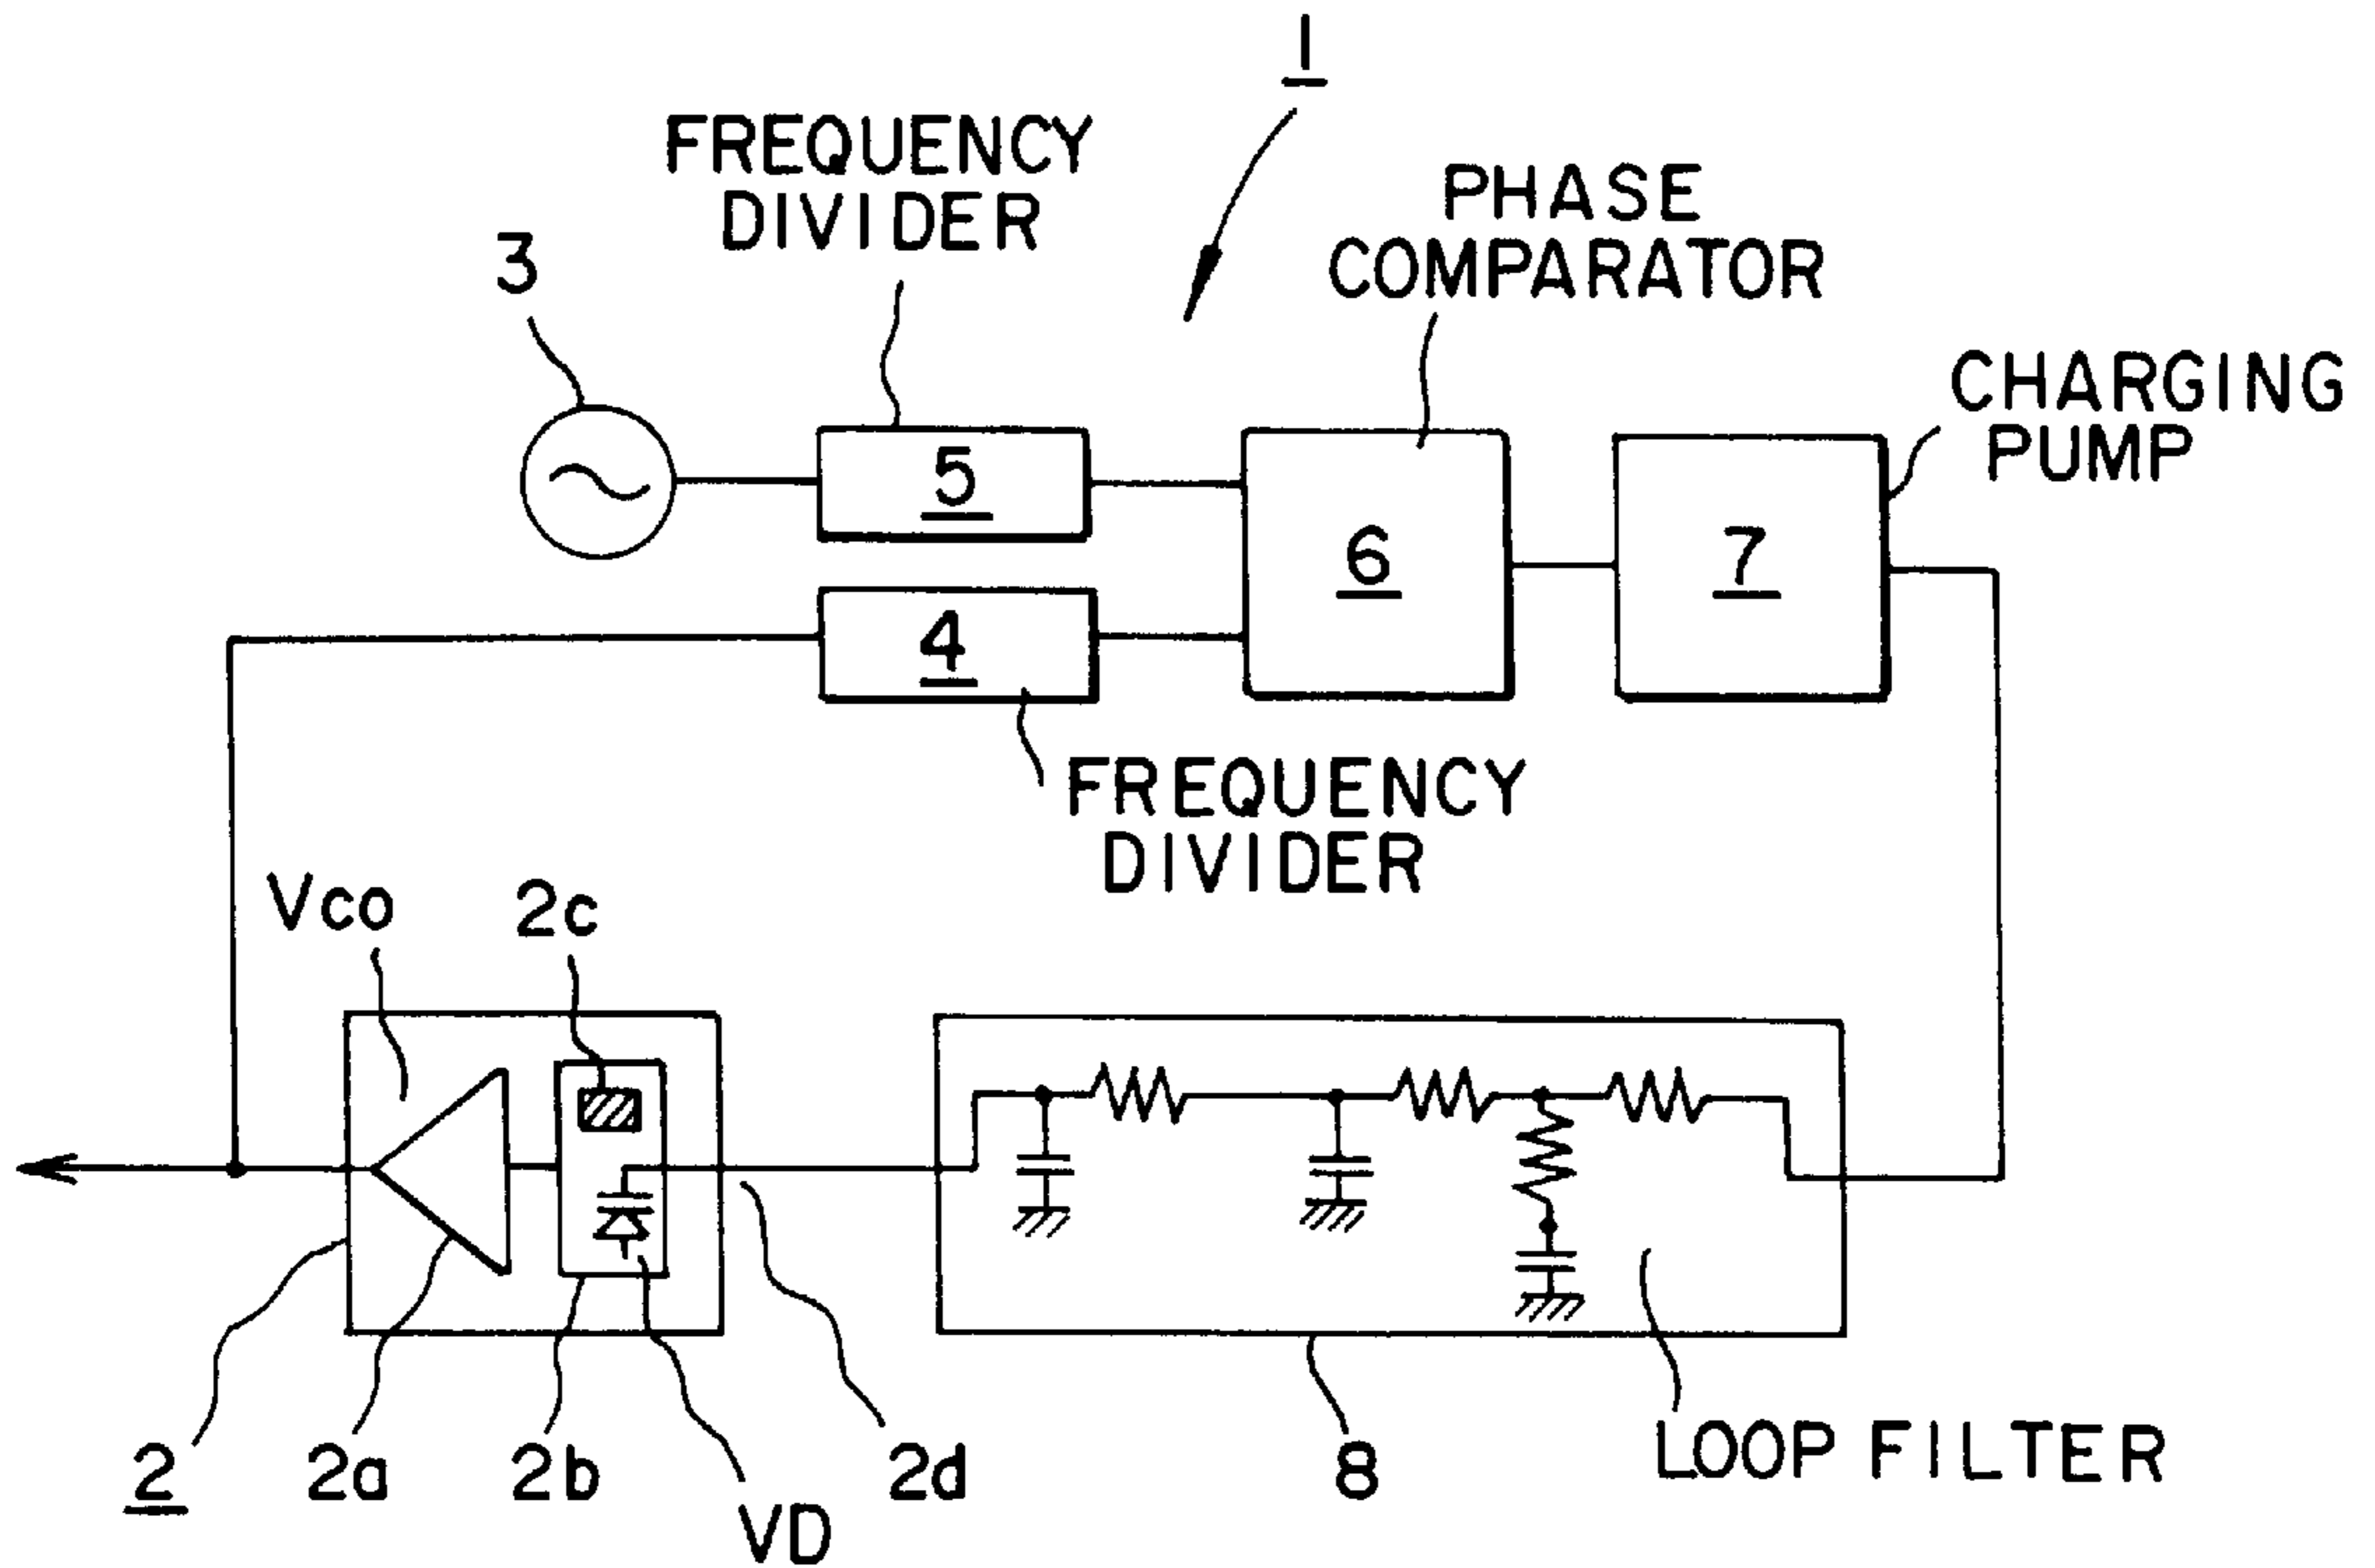 1
FREQUENCY
DIVIDER
PHASE
COMPARATOR
3
CHARGING
PUMP
5
6
7
4
FREQUENCY
DIVIDER
Vco
2c
2
2a
2b
VD
2d
8
LOOP FILTER